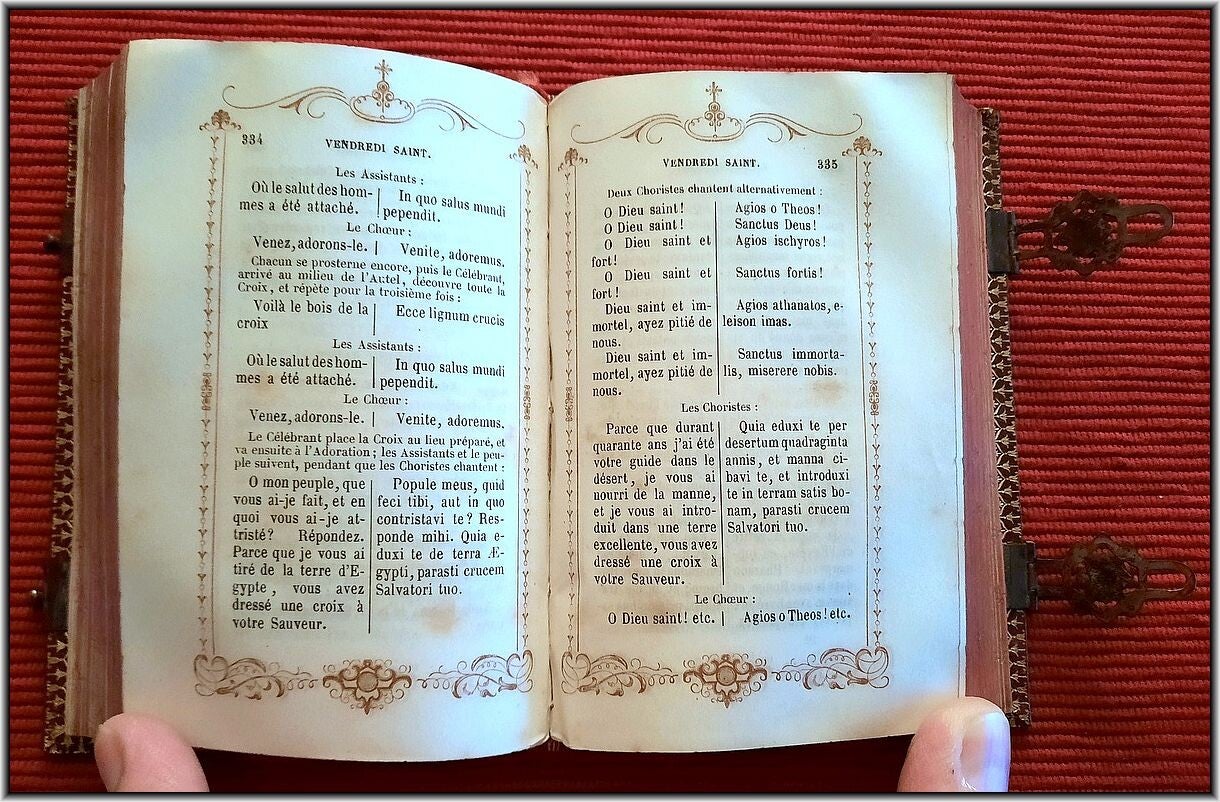 334
VENDREDI SAINT.
Les Assistants :
Où le salut des hom-
mes a été attaché.
In quo salus mundi
pependit.
Le Chœur :
Venez, adorons-le.
Venite, adoremus.
Chacun se prosterne encore, puis le Célébrant,
arrivé au milieu de l'Autel, découvre toute la
Croix, et répète pour la troisième fois :
Voilà le bois de la
croix
Ecce lignum crucis
Les Assistants :
Où le salut des hom-
mes a été attaché.
In quo salus mundi
pependit.
Le Chœur :
Venez, adorons-le.
Venite, adoremus.
Le Célébrant place la Croix au lieu préparé, et
va ensuite à l'Adoration ; les Assistants et le peu-
ple suivent, pendant que les Choristes chantent :
O mon peuple, que
vous ai-je fait, et en
quoi vous ai-je at-
tristé? Répondez.
Parce que je vous ai
tiré de la terre d'E-
gypte, vous avez
dressé une croix à
votre Sauveur.
Popule meus, quid
feci tibi, aut in quo
contristavi te? Res-
ponde mihi. Quia e-
duxi te de terra Æ-
gypti, parasti crucem
Salvatori tuo.
VENDREDI SAINT.
335
Deux Choristes chantent alternativement :
O Dieu saint!
O Dieu saint!
O Dieu saint et
fort!
O Dieu saint et
fort!
Dieu saint et im-
mortel, ayez pitié de
nous.
Dieu saint et im-
mortel, ayez pitié de
nous.
Agios o Theos!
Sanctus Deus!
Agios ischyros!
Sanctus fortis!
Agios athanatos, e-
leison imas.
Sanctus immorta-
lis, miserere nobis.
Les Choristes :
Parce que durant
quarante ans j'ai été
votre guide dans le
désert, je vous ai
nourri de la manne,
et je vous ai intro-
duit dans une terre
excellente, vous avez
dressé une croix à
votre Sauveur.
Quia eduxi te per
desertum quadraginta
annis, et manna ci-
bavi te, et introduxi
te in terram satis bo-
nam, parasti crucem
Salvatori tuo.
Le Chœur :
O Dieu saint! etc.
Agios o Theos! etc.